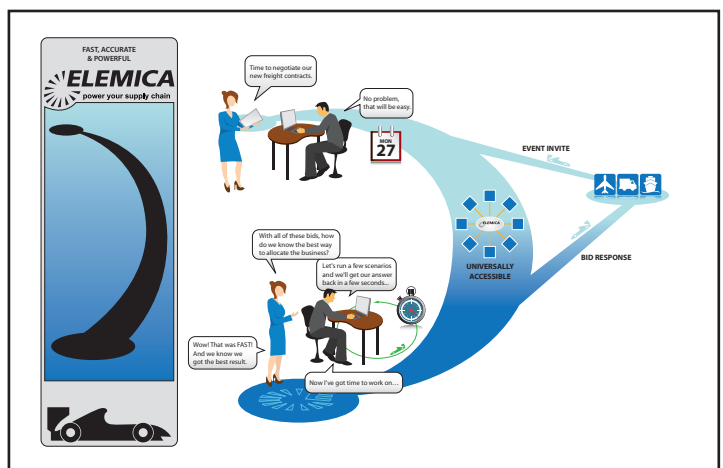 FAST, ACCURATE
& POWERFUL
ELEMICA
power your supply chain
Time to negotiate our
new freight contracts.
No problem,
that will be easy.
MON
27
EVENT INVITE
ELEMICA
UNIVERSALLY
ACCESSIBLE
BID RESPONSE
With all of these bids, how
do we know the best way
to allocate the business?
Let's run a few scenarios
and we'll get our answer
back in a few seconds...
Wow! That was FAST!
And we know we
got the best result.
Now I've got time to work on…